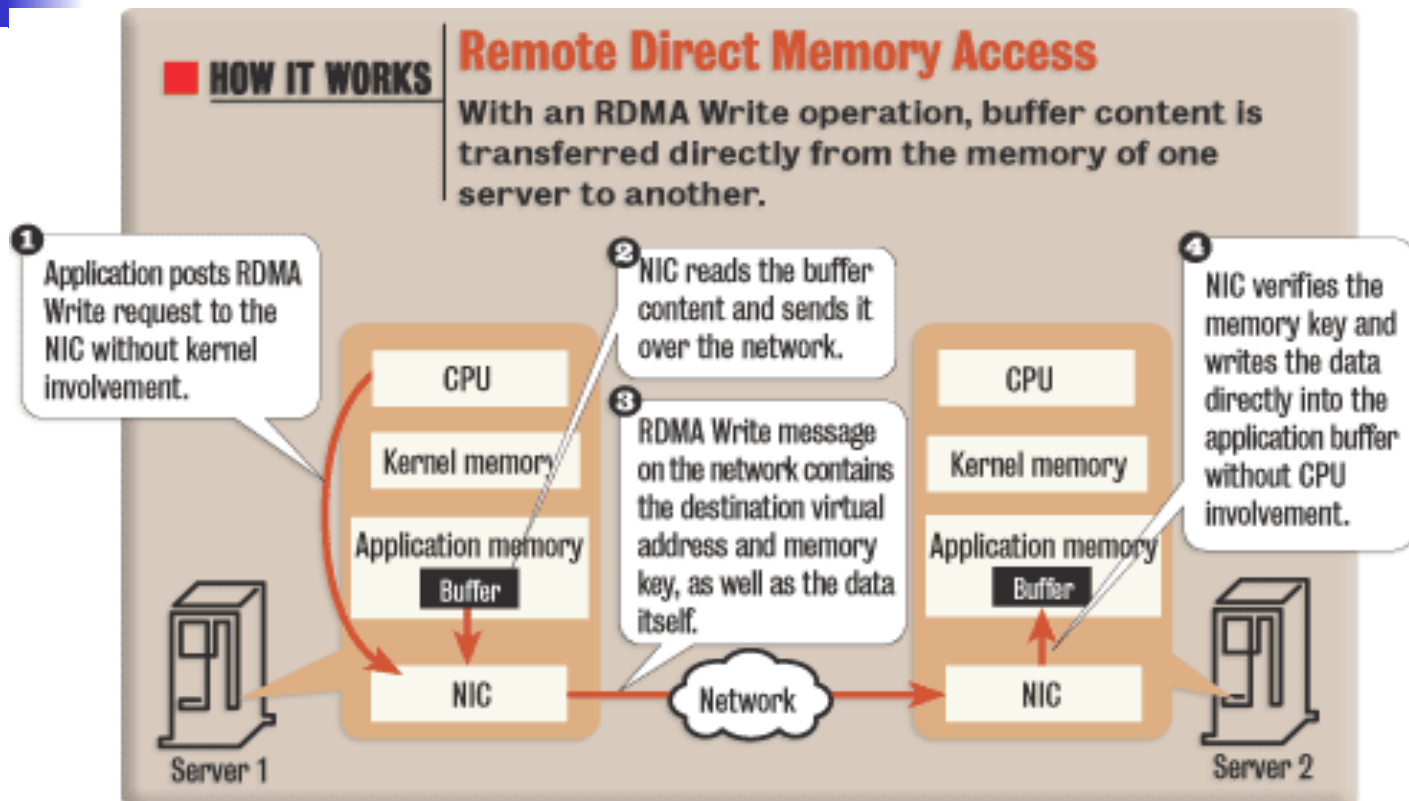 HOW IT WORKS
Remote Direct Memory Access
With an RDMA Write operation, buffer content is
transferred directly from the memory of one
server to another.
1
Application posts RDMA
Write request to the
NIC without kernel
involvement.
2
NIC reads the buffer
content and sends it
over the network.
3
RDMA Write message
on the network contains
the destination virtual
address and memory
key, as well as the data
itself.
4
NIC verifies the
memory key and
writes the data
directly into the
application buffer
without CPU
involvement.
CPU
Kernel memory
Application memory
Buffer
NIC
Server 1
Network
CPU
Kernel memory
Application memory
Buffer
NIC
Server 2